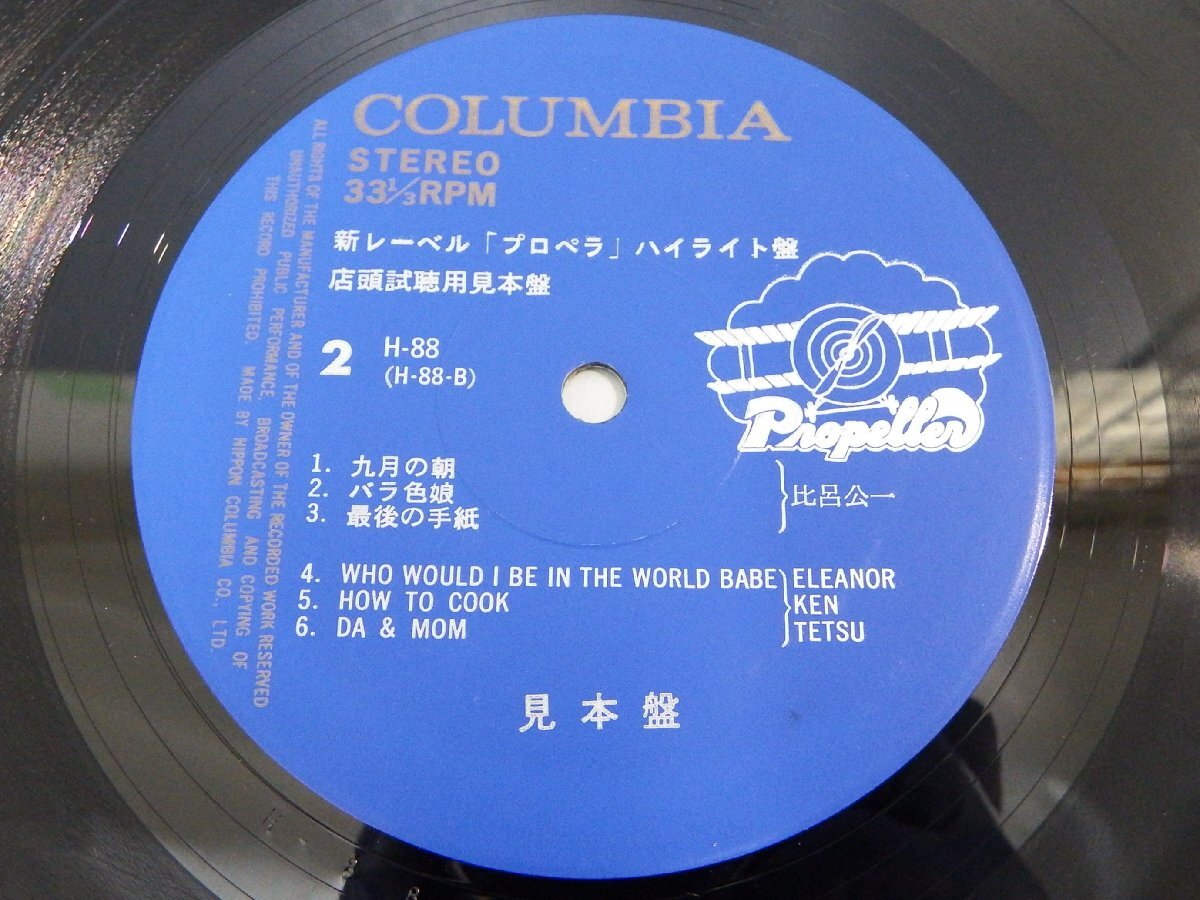 COLUMBIA
STEREO
33 1/3 RPM
新レーベル「プロペラ」ハイライト盤
店頭試聴用見本盤
2
H-88
(H-88-B)
Propeller
1. 九月の朝
2. バラ色娘
3. 最後の手紙
比呂公一
4. WHO WOULD I BE IN THE WORLD BABE
5. HOW TO COOK
6. DA & MOM
ELEANOR
KEN
TETSU
見本盤
ALL RIGHTS OF THE MANUFACTURER AND OF THE OWNER OF THE RECORDED WORK RESERVED
UNAUTHORIZED PUBLIC PERFORMANCE, BROADCASTING AND COPYING OF
THIS RECORD PROHIBITED. MADE BY NIPPON COLUMBIA CO., LTD.